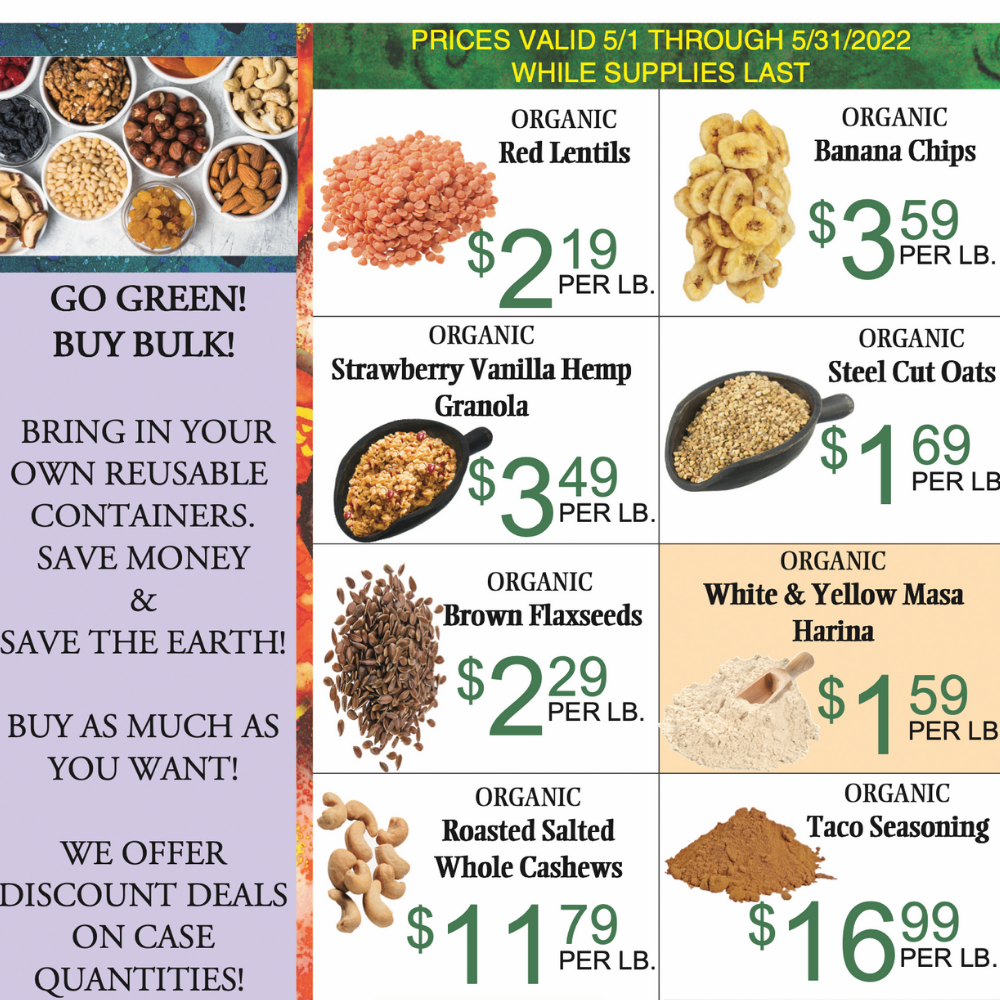 PRICES VALID 5/1 THROUGH 5/31/2022
WHILE SUPPLIES LAST
GO GREEN!
BUY BULK!
BRING IN YOUR
OWN REUSABLE
CONTAINERS.
SAVE MONEY
&
SAVE THE EARTH!
BUY AS MUCH AS
YOU WANT!
WE OFFER
DISCOUNT DEALS
ON CASE
QUANTITIES!
ORGANIC
Red Lentils
$2 19
PER LB.
ORGANIC
Banana Chips
$3 59
PER LB.
ORGANIC
Strawberry Vanilla Hemp
Granola
$3 49
PER LB.
ORGANIC
Steel Cut Oats
$1 69
PER LB
ORGANIC
Brown Flaxseeds
$2 29
PER LB.
ORGANIC
White & Yellow Masa
Harina
$1 59
PER LB
ORGANIC
Roasted Salted
Whole Cashews
$11 79
PER LB.
ORGANIC
Taco Seasoning
$16 99
PER LB.